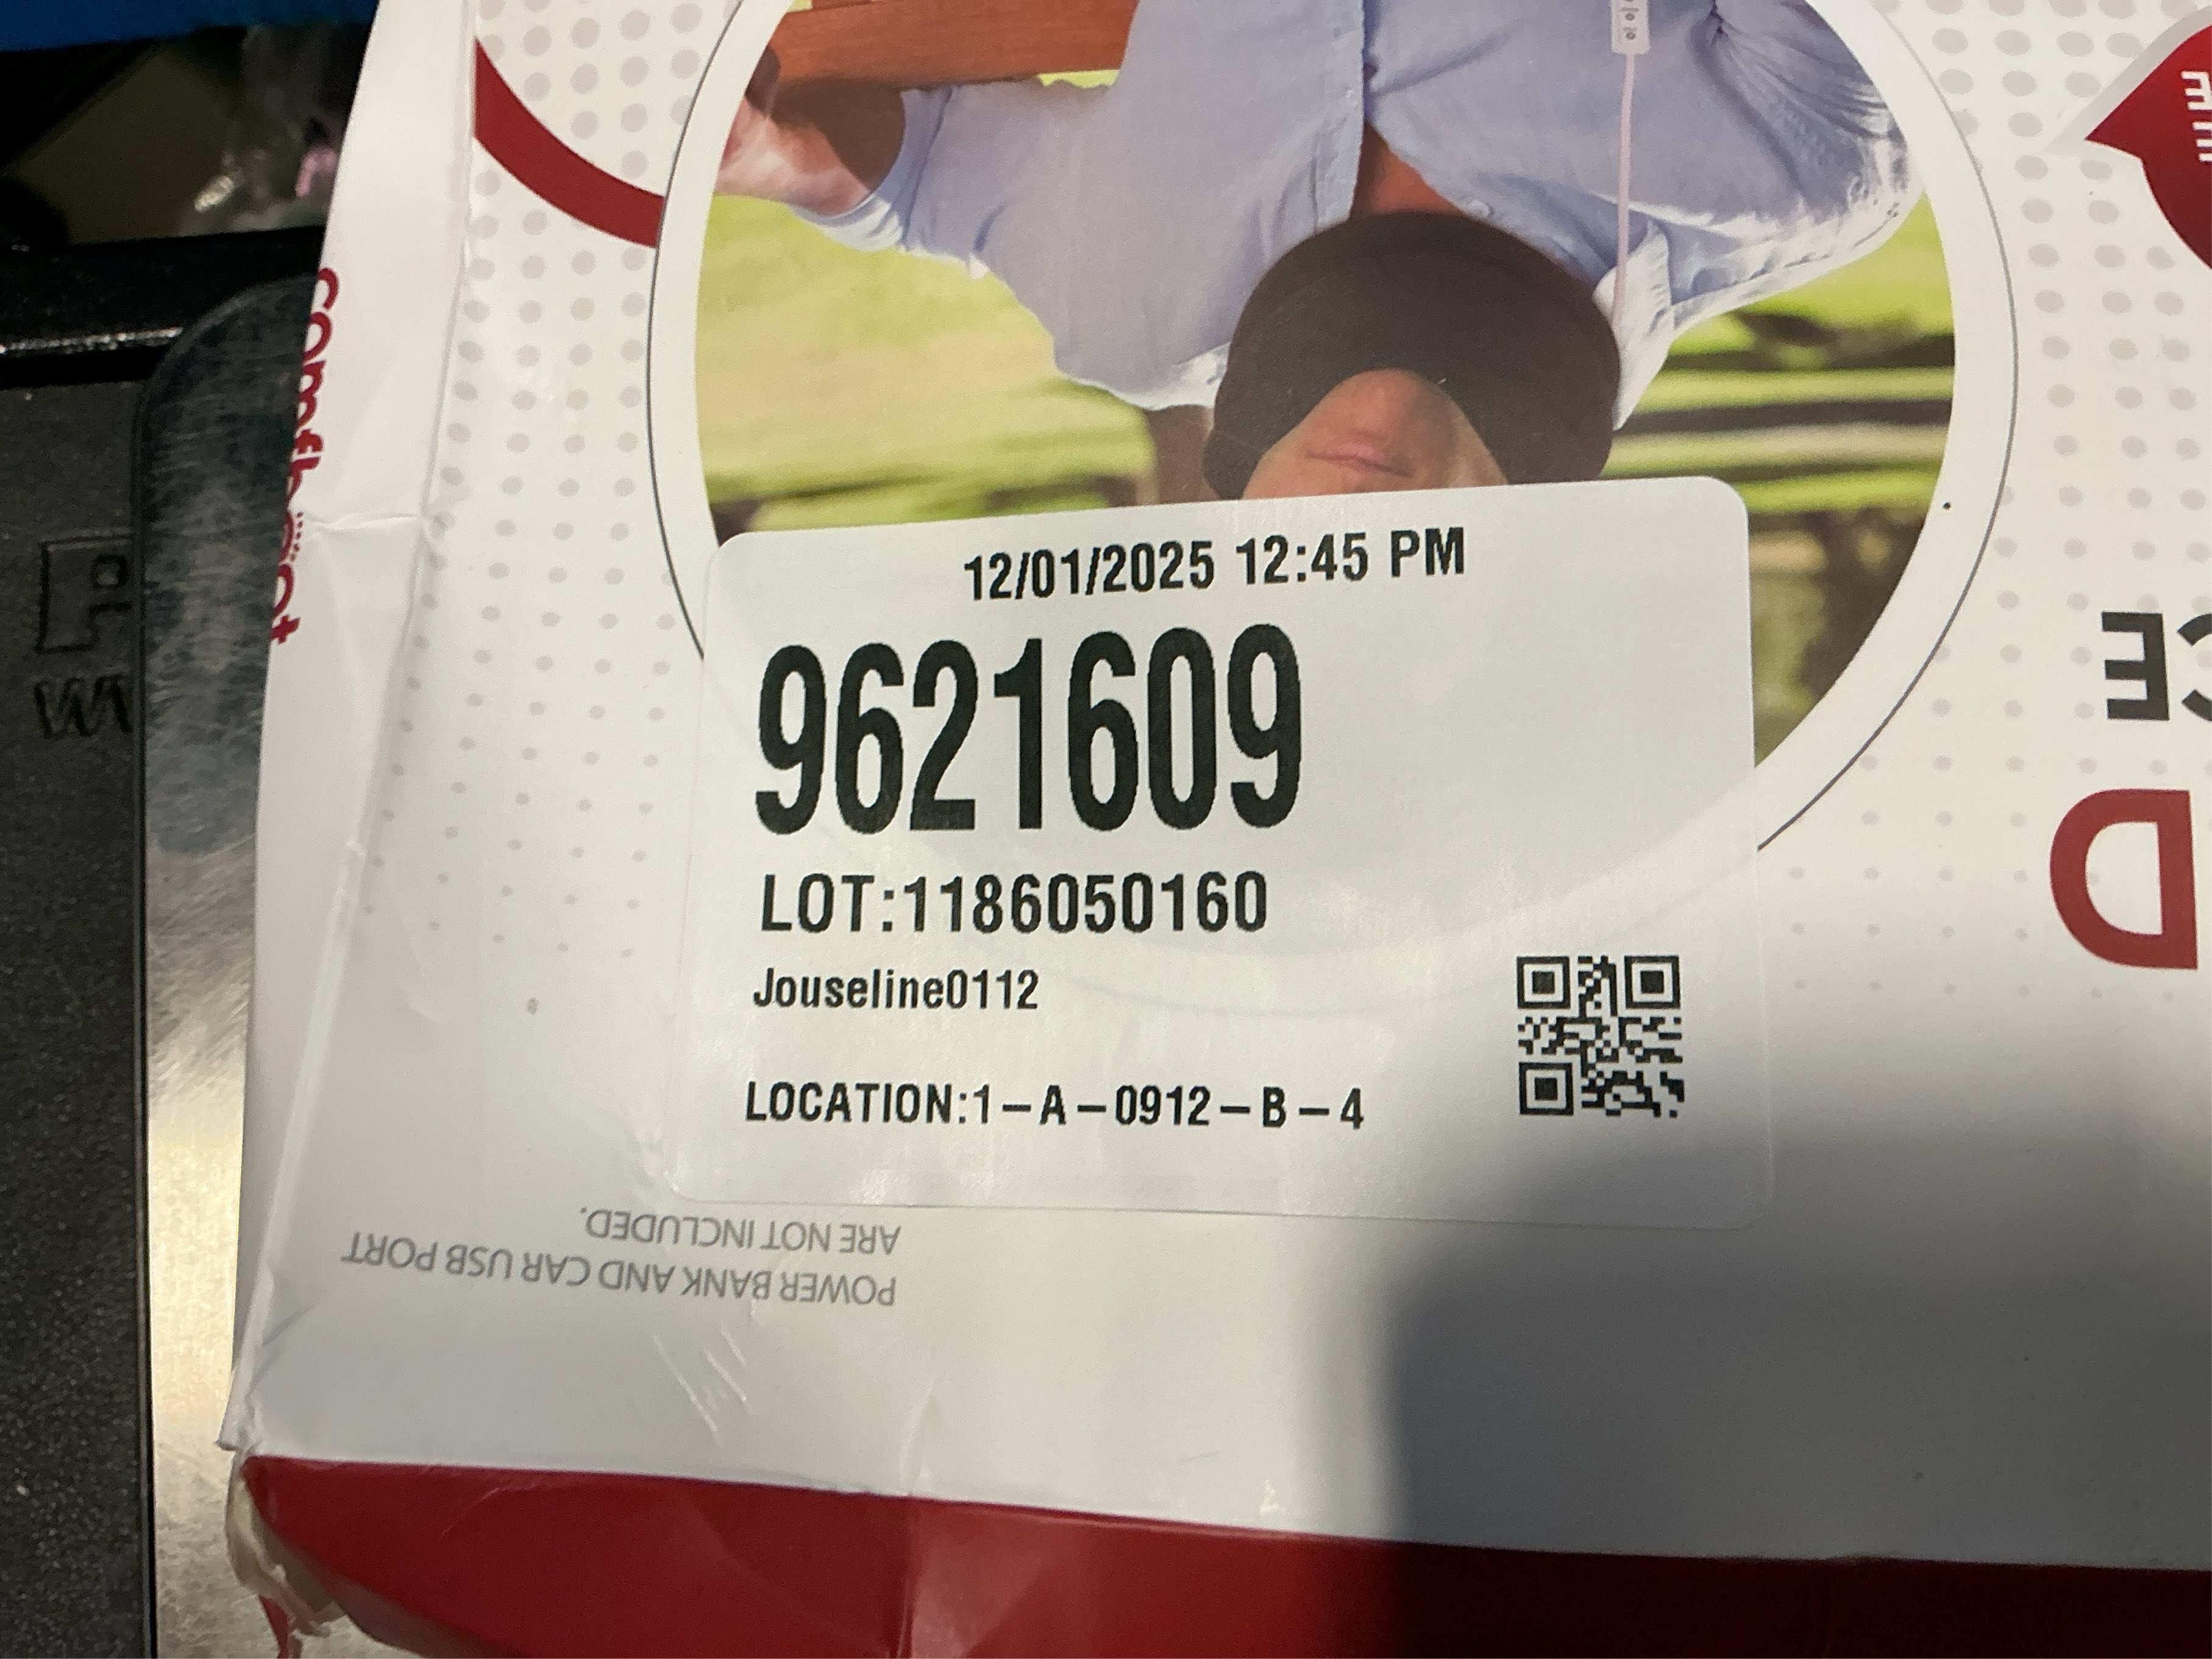 12/01/2025 12:45 PM
9621609
LOT:1186050160
Jouseline0112
LOCATION:1-A-0912-B-4
POWER BANK AND CAR USB PORT
ARE NOT INCLUDED.
CE
D